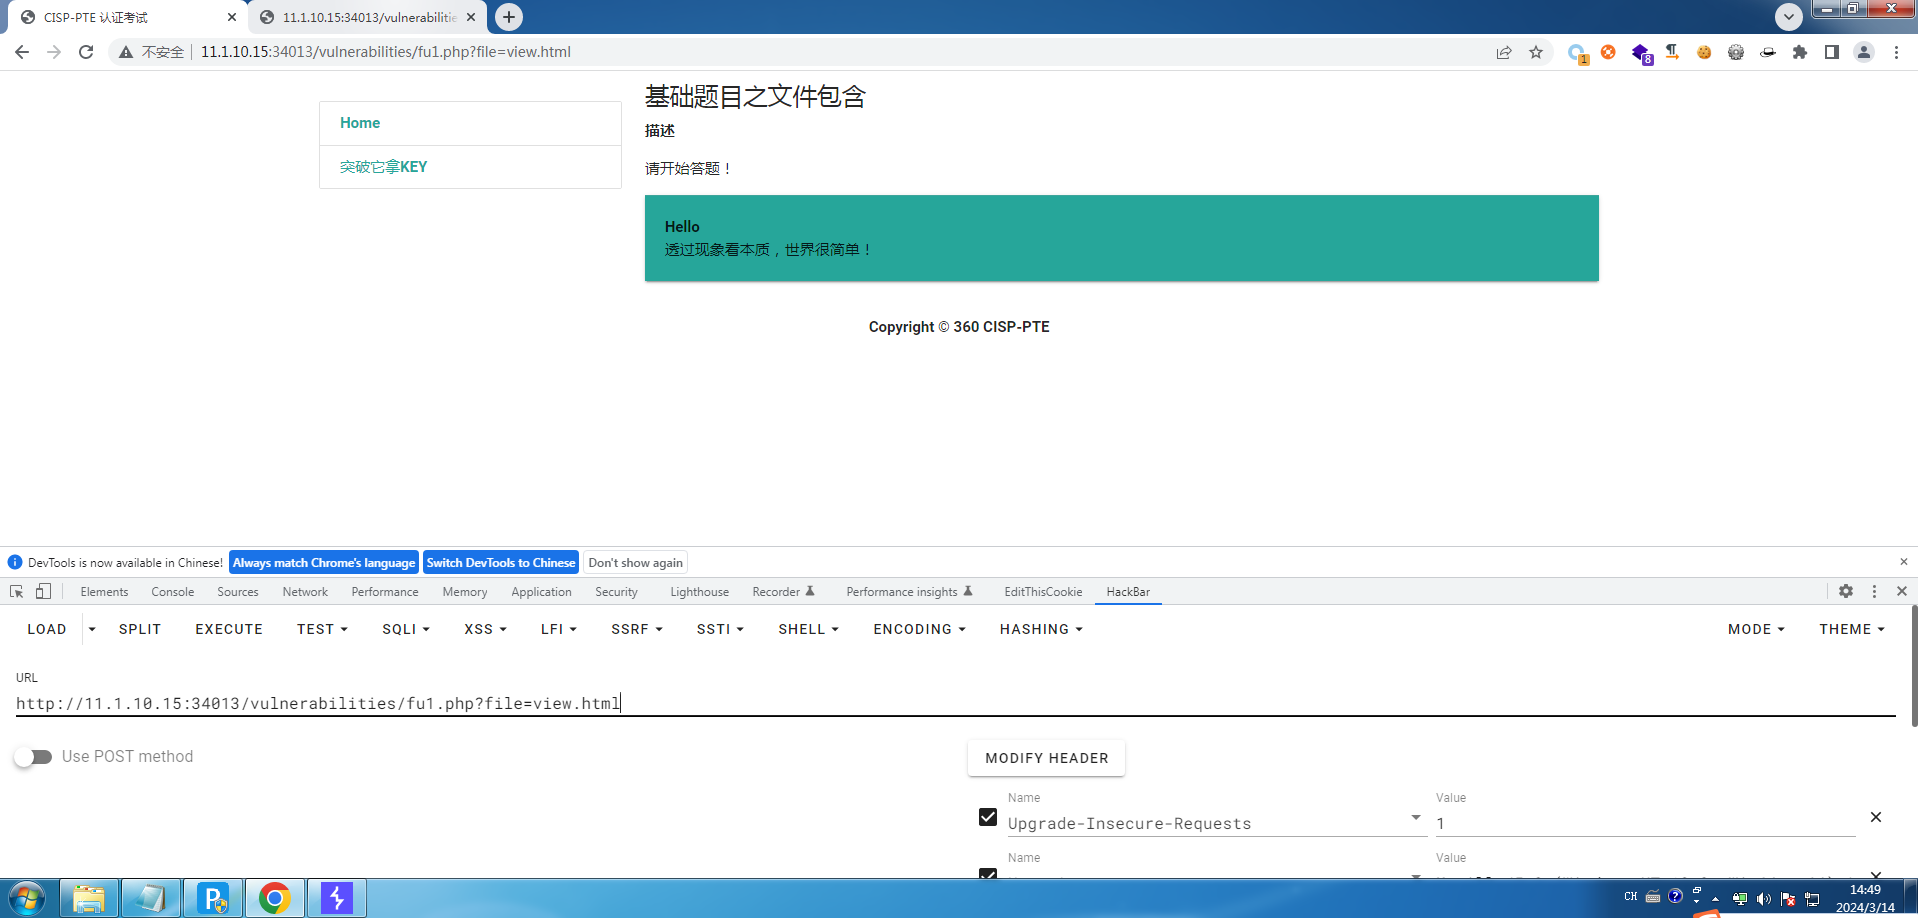 CISP-PTE 认证考试
11.1.10.15:34013/vulnerabilitie
不安全 11.1.10.15:34013/vulnerabilities/fu1.php?file=view.html
1
8
基础题目之文件包含
描述
Home
突破它拿KEY
请开始答题！
Hello
透过现象看本质，世界很简单！
Copyright © 360 CISP-PTE
DevTools is now available in Chinese! Always match Chrome's language Switch DevTools to Chinese Don't show again
Elements Console Sources Network Performance Memory Application Security Lighthouse Recorder Performance insights EditThisCookie HackBar
LOAD SPLIT EXECUTE TEST SQLI XSS LFI SSRF SSTI SHELL ENCODING HASHING MODE THEME
URL
http://11.1.10.15:34013/vulnerabilities/fu1.php?file=view.html
Use POST method
MODIFY HEADER
Name Value
Upgrade-Insecure-Requests 1
Name Value
CH
14:49
2024/3/14